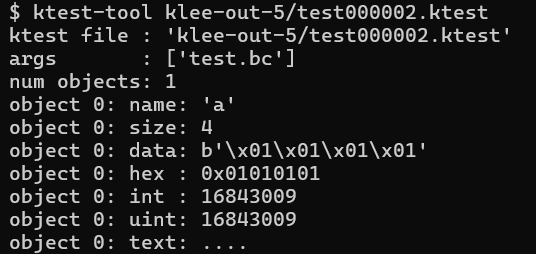 $ ktest-tool klee-out-5/test000002.ktest
ktest file : 'klee-out-5/test000002.ktest'
args       : ['test.bc']
num objects: 1
object 0: name: 'a'
object 0: size: 4
object 0: data: b'\x01\x01\x01\x01'
object 0: hex : 0x01010101
object 0: int : 16843009
object 0: uint: 16843009
object 0: text: ....